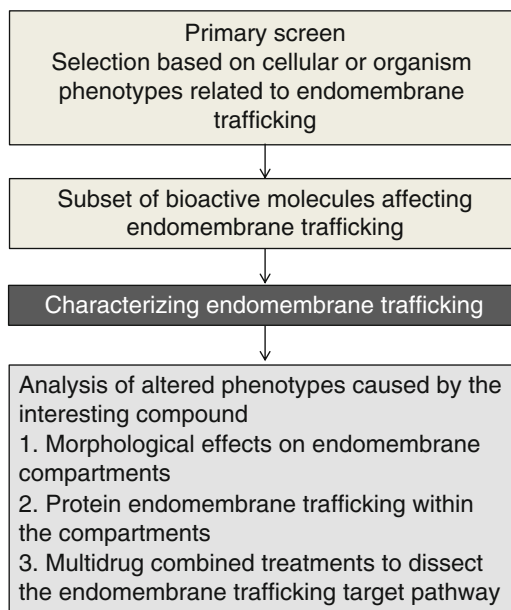 Primary screen
Selection based on cellular or organism
phenotypes related to endomembrane
trafficking
Subset of bioactive molecules affecting
endomembrane trafficking
Characterizing endomembrane trafficking
Analysis of altered phenotypes caused by the
interesting compound
1. Morphological effects on endomembrane
compartments
2. Protein endomembrane trafficking within
the compartments
3. Multidrug combined treatments to dissect
the endomembrane trafficking target pathway